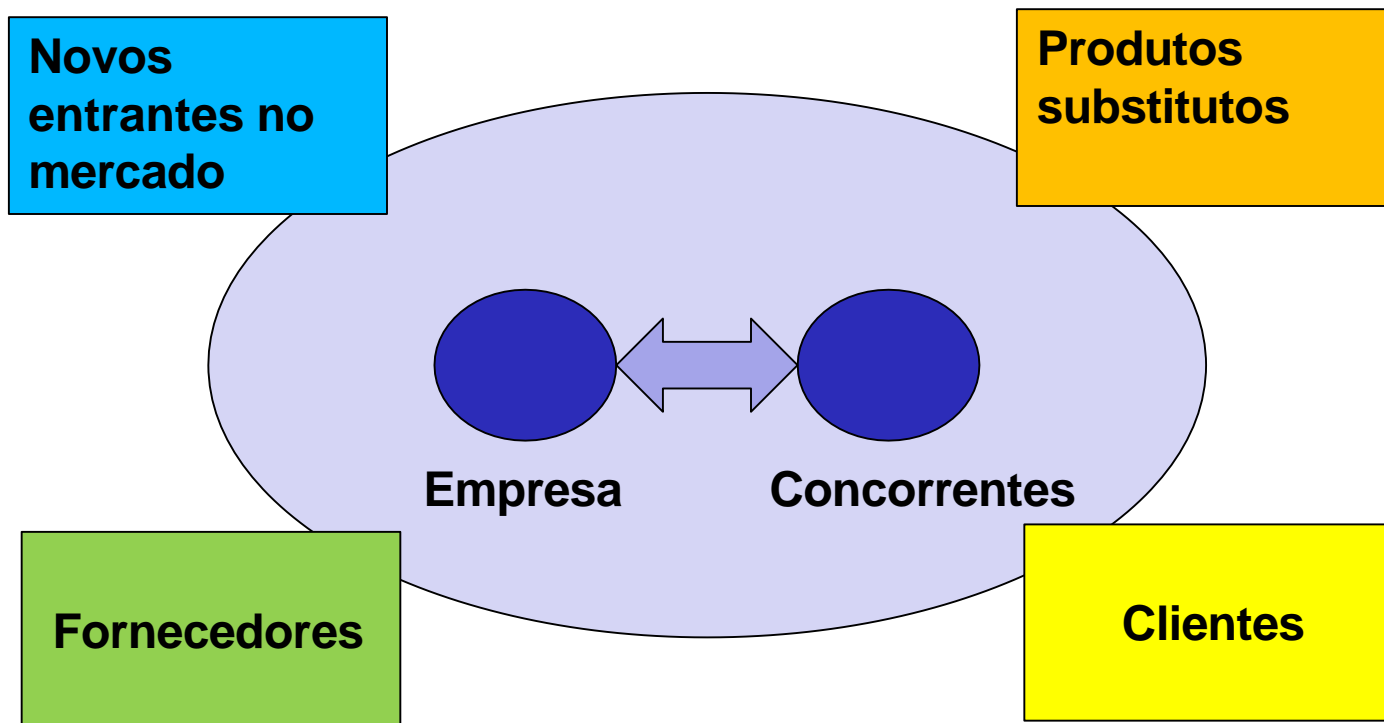 Novos
entrantes no
mercado
Produtos
substitutos
Empresa
Concorrentes
Fornecedores
Clientes